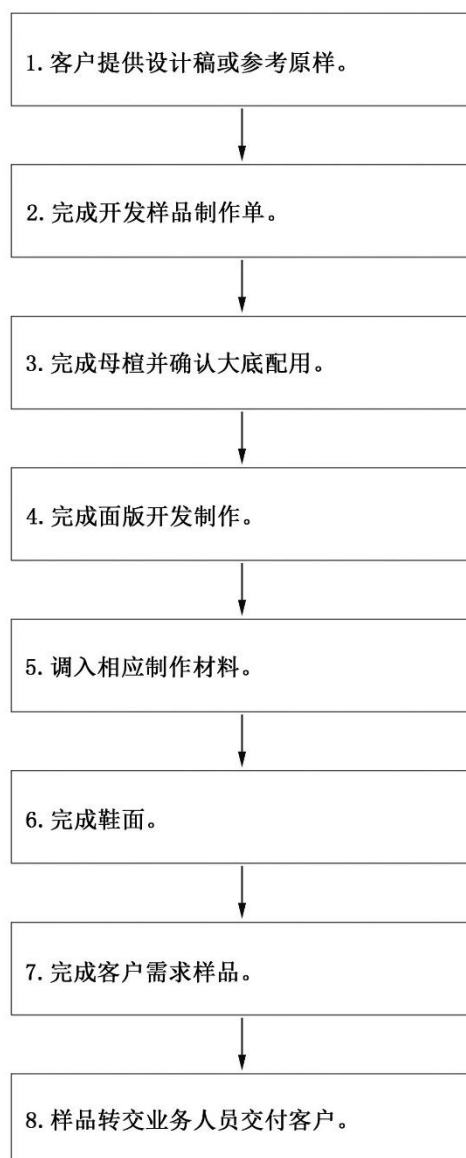 1. 客户提供设计稿或参考原样。
2. 完成开发样品制作单。
3. 完成母楦并确认大底配用。
4. 完成面版开发制作。
5. 调入相应制作材料。
6. 完成鞋面。
7. 完成客户需求样品。
8. 样品转交业务人员交付客户。